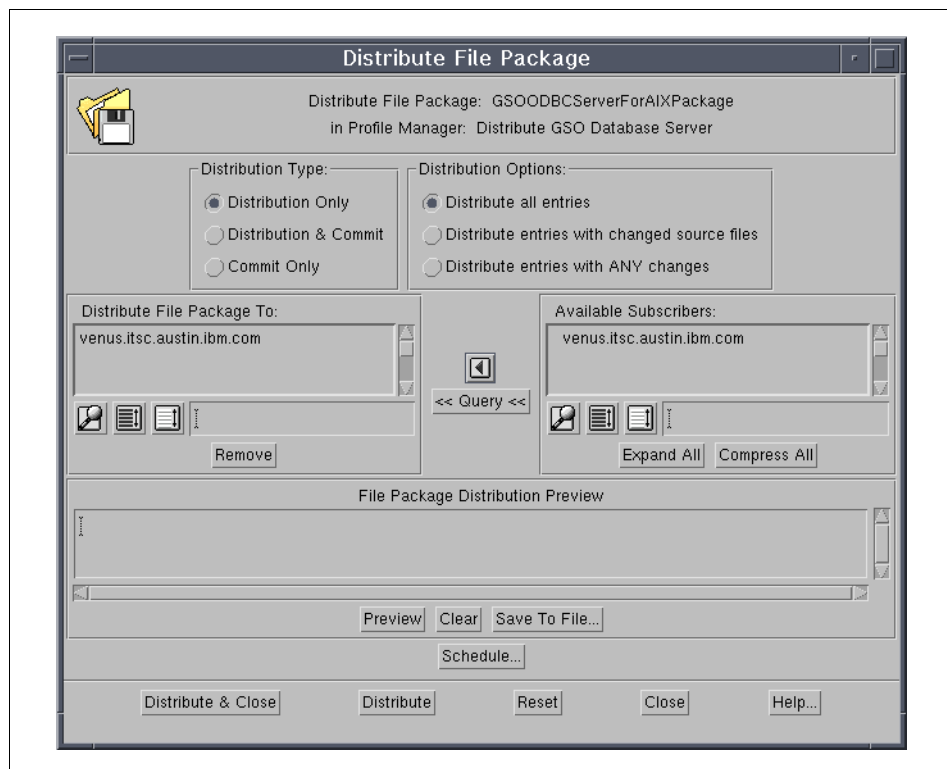 Distribute File Package
Distribute File Package: GSOODBCServerForAIXPackage
in Profile Manager: Distribute GSO Database Server
Distribution Type:
Distribution Only
Distribution & Commit
Commit Only
Distribution Options:
Distribute all entries
Distribute entries with changed source files
Distribute entries with ANY changes
Distribute File Package To:
venus.itsc.austin.ibm.com
Remove
<< Query <<
Available Subscribers:
venus.itsc.austin.ibm.com
Expand All Compress All
File Package Distribution Preview
Preview Clear Save To File...
Schedule...
Distribute & Close Distribute Reset Close Help...